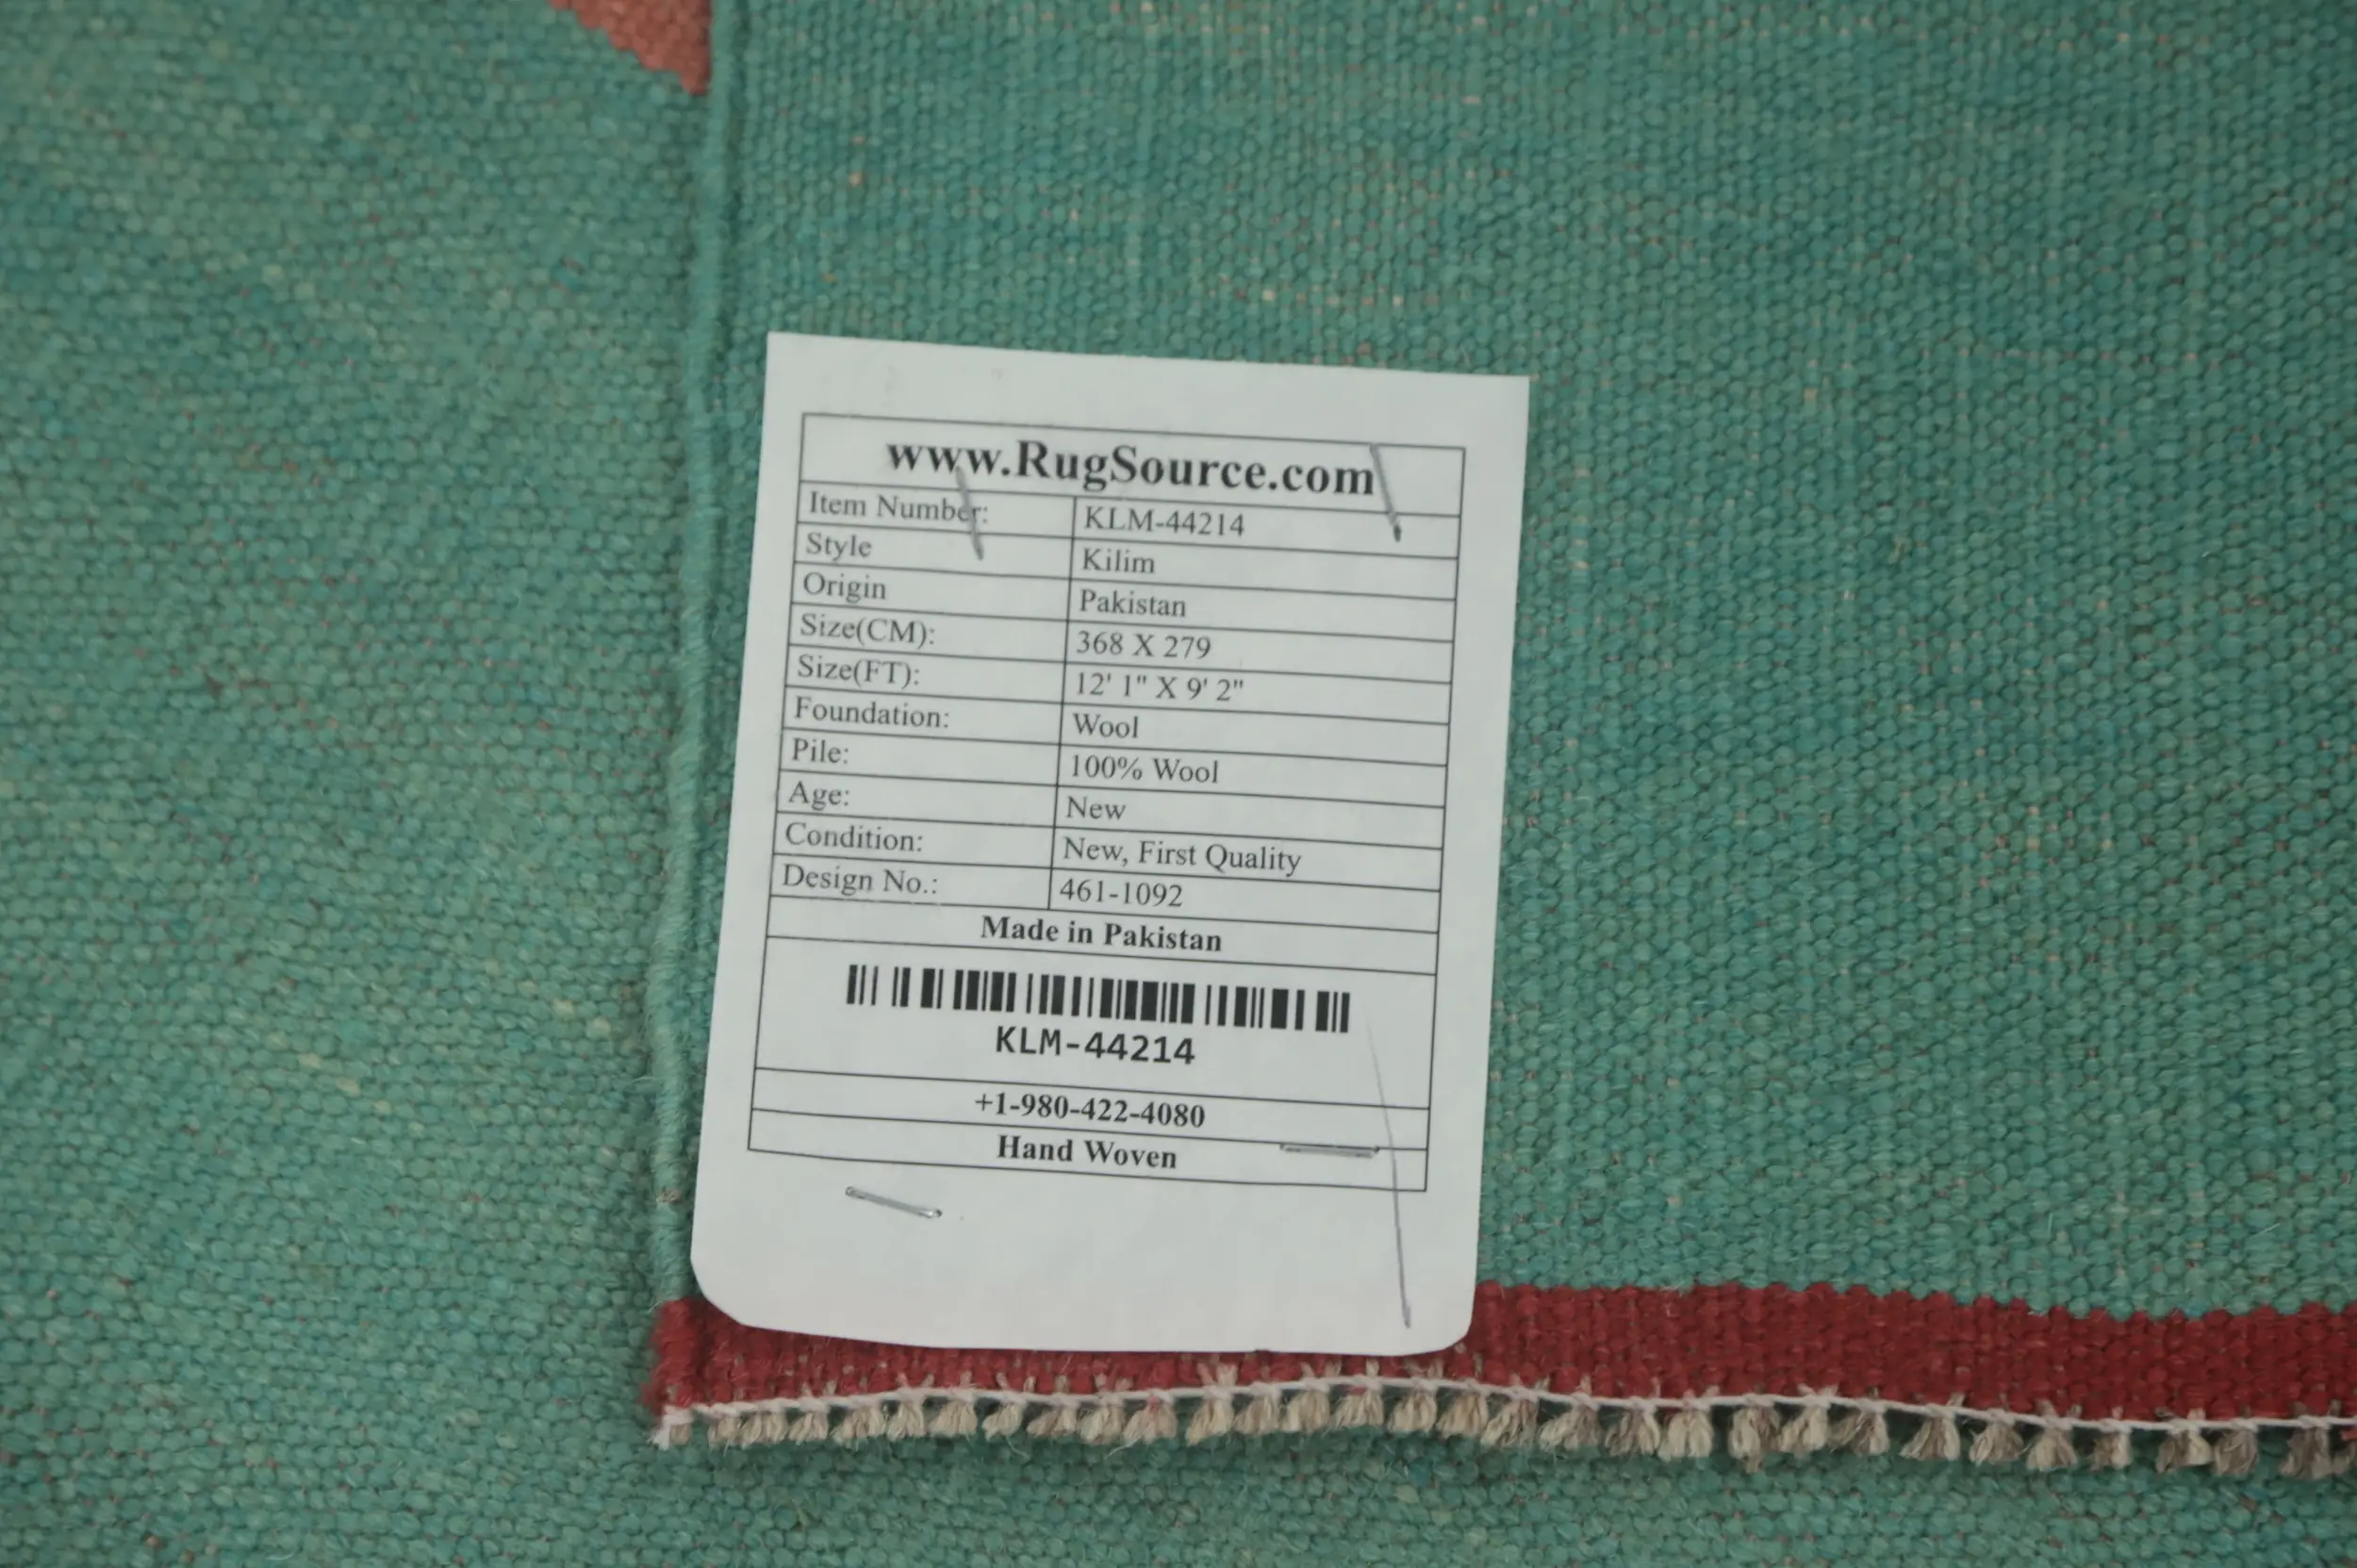 www.RugSource.com
Item Number: KLM-44214
Style Kilim
Origin Pakistan
Size(CM): 368 X 279
Size(FT): 12' 1" X 9' 2"
Foundation: Wool
Pile: 100% Wool
Age: New
Condition: New, First Quality
Design No.: 461-1092
Made in Pakistan
KLM-44214
+1-980-422-4080
Hand Woven